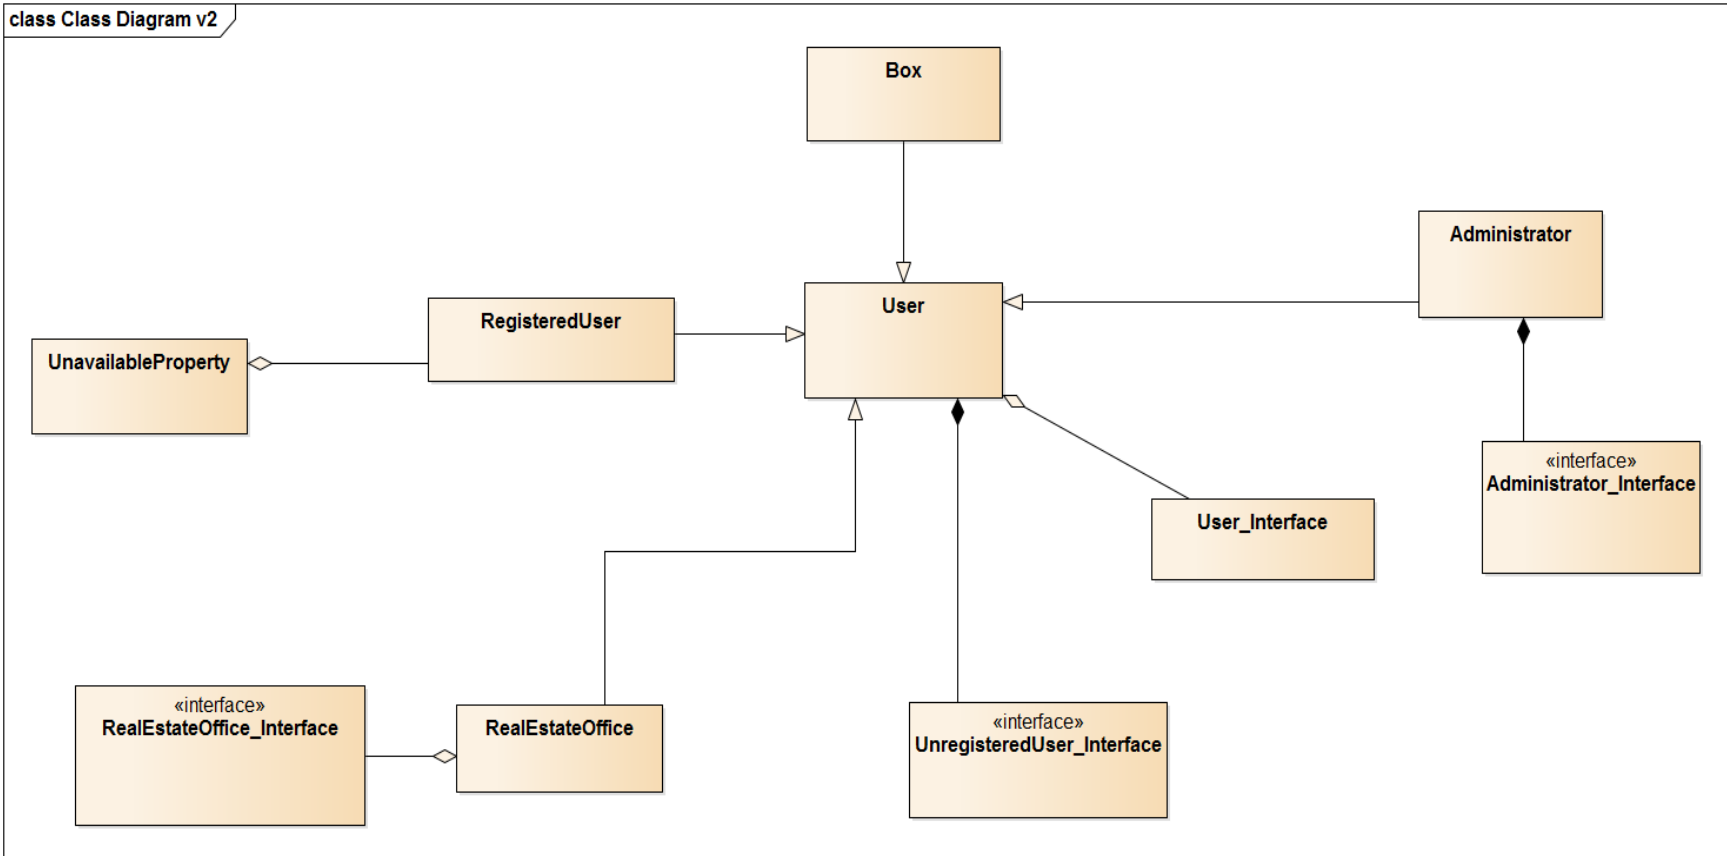 class Class Diagram v2
Box
Administrator
User
RegisteredUser
UnavailableProperty
«interface»
Administrator_Interface
User_Interface
«interface»
RealEstateOffice_Interface
RealEstateOffice
«interface»
UnregisteredUser_Interface